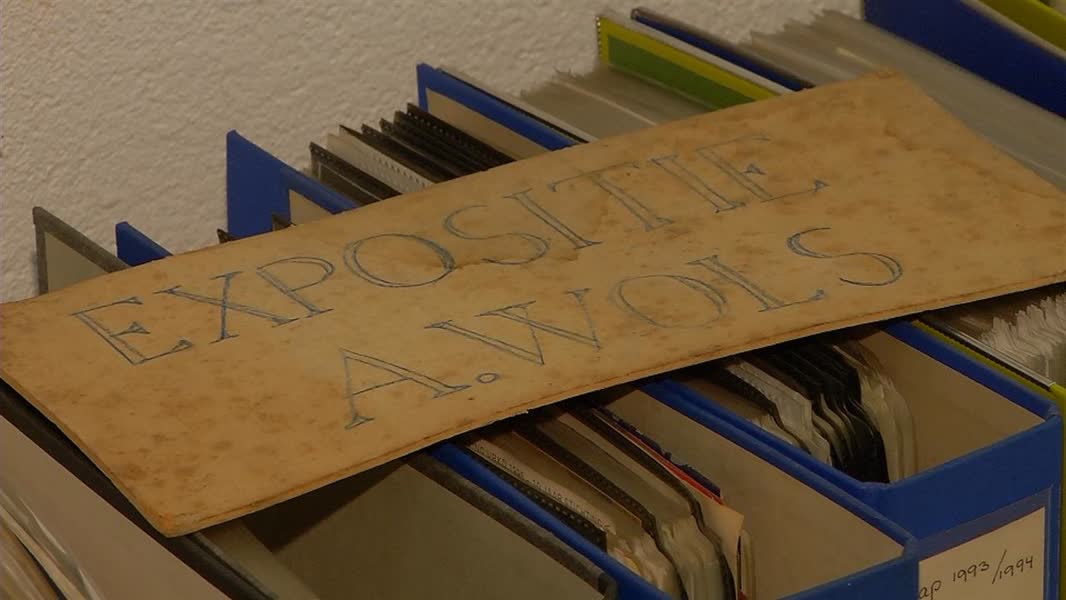 EXPOSITIE
A. WOLS
ap 1993/1994